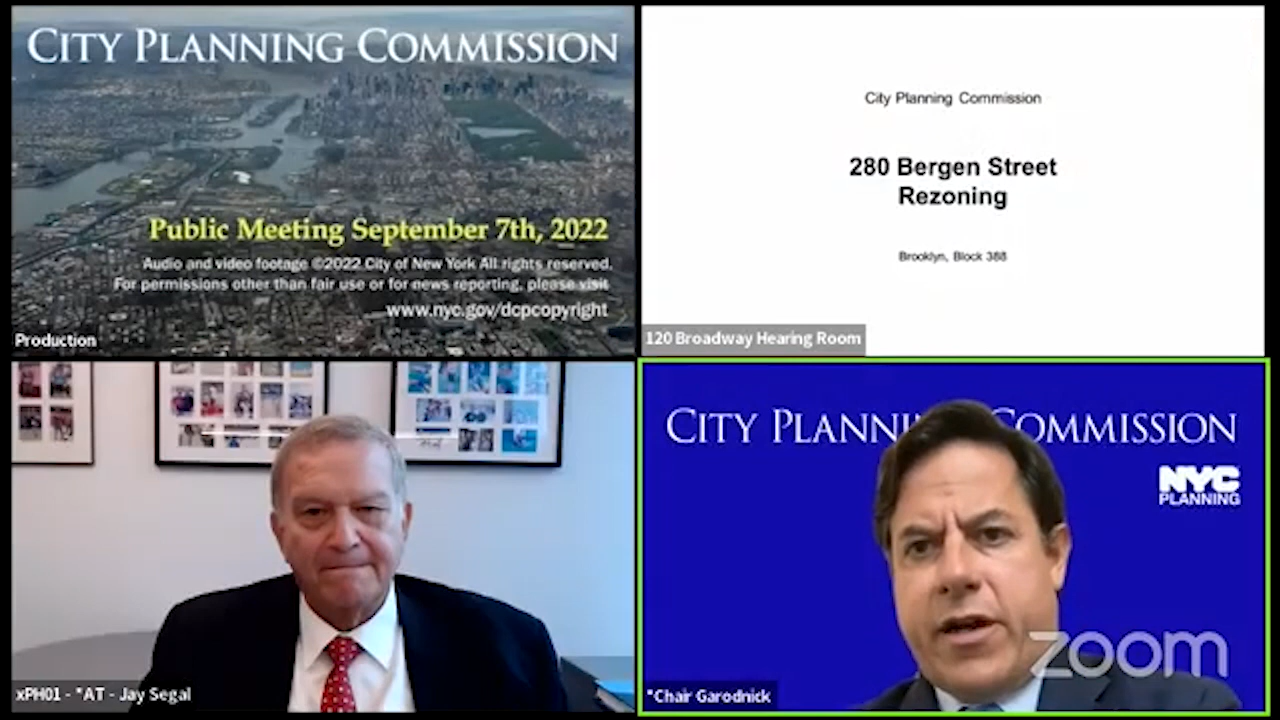 CITY PLANNING COMMISSION
Public Meeting September 7th, 2022
Audio and video footage ©2022 City of New York All rights reserved.
For permissions other than fair use or for news reporting, please visit
www.nyc.gov/dcpcopyright
Production
City Planning Commission
280 Bergen Street
Rezoning
Brooklyn, Block 388
120 Broadway Hearing Room
xPH01 - *AT - Jay Segal
CITY PLANNING COMMISSION
NYC
PLANNING
zoom
*Chair Garodnick